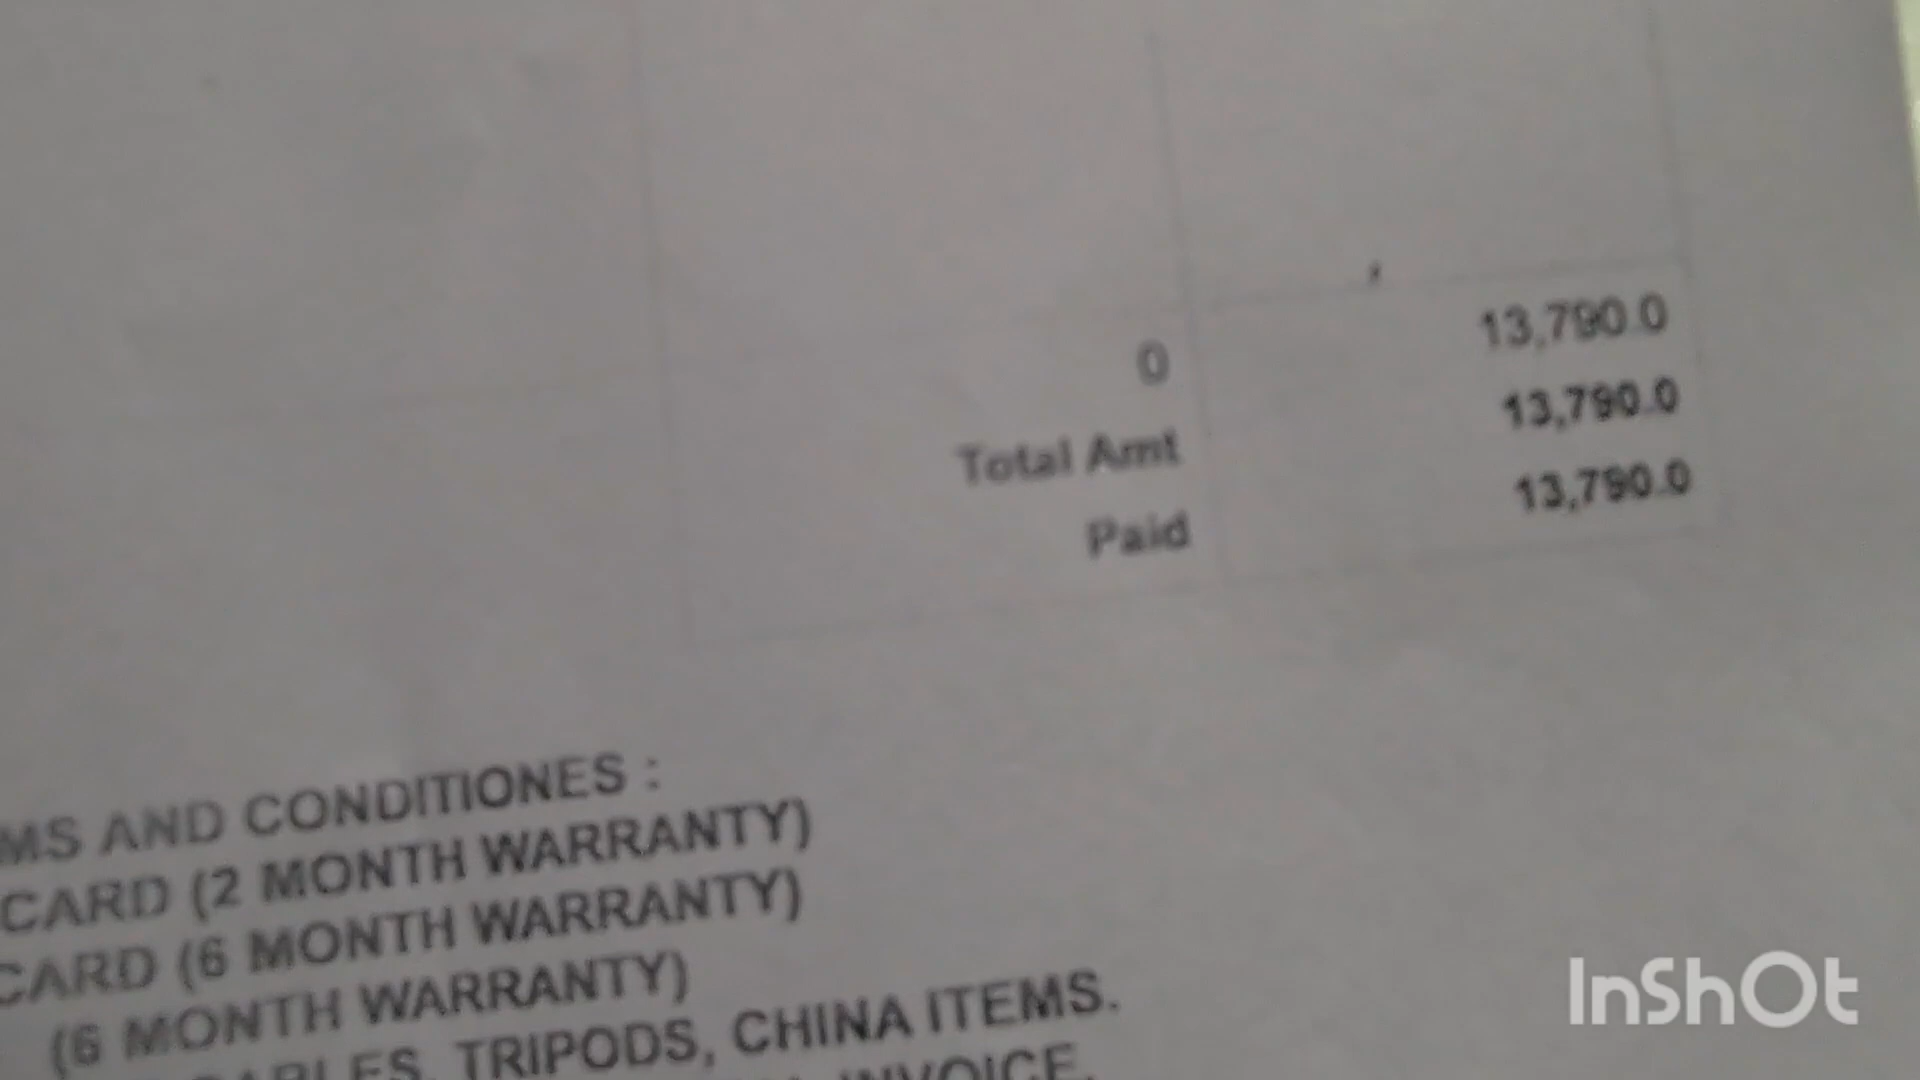 0 13,790.0
Total Amt 13,790.0
Paid 13,790.0
MS AND CONDITIONES :
CARD (2 MONTH WARRANTY)
CARD (6 MONTH WARRANTY)
(6 MONTH WARRANTY)
TRIPODS, CHINA ITEMS.
INVOICE.
InShOt